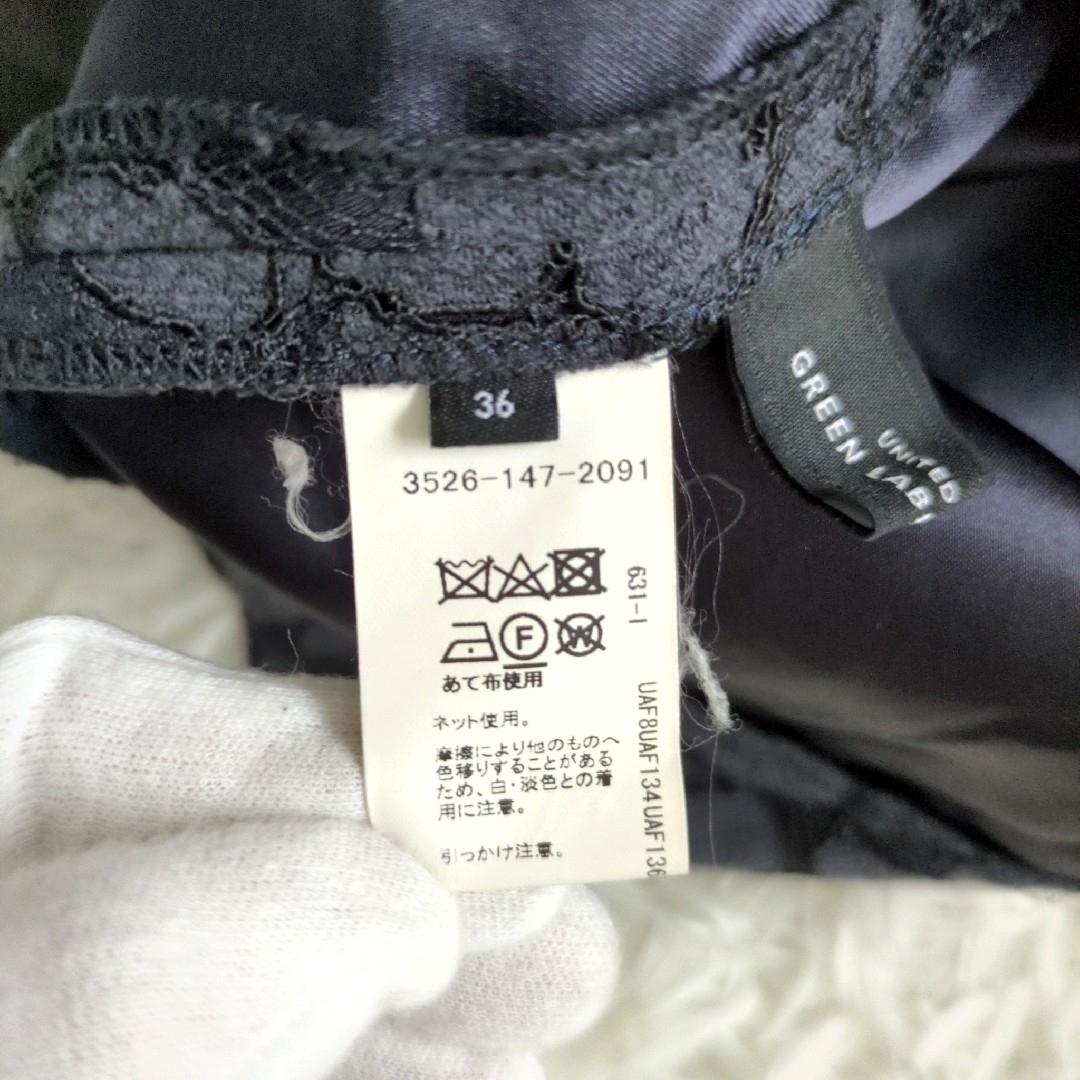 36
3526-147-2091
631-1
F
W
あて布使用
ネット使用。
摩擦により他のものへ
色移りすることがある
ため、白・淡色との着
用に注意。
引っかけ注意。
UAF8UAF134UAF136
UNITED
GREEN LAB